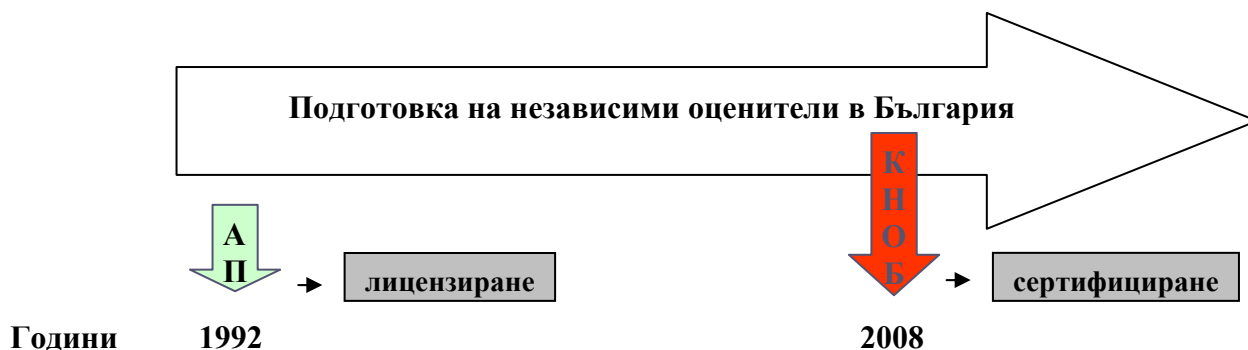 Подготовка на независими оценители в България
К
Н
О
Б
А
П
лицензиране
сертифициране
Години 1992 2008